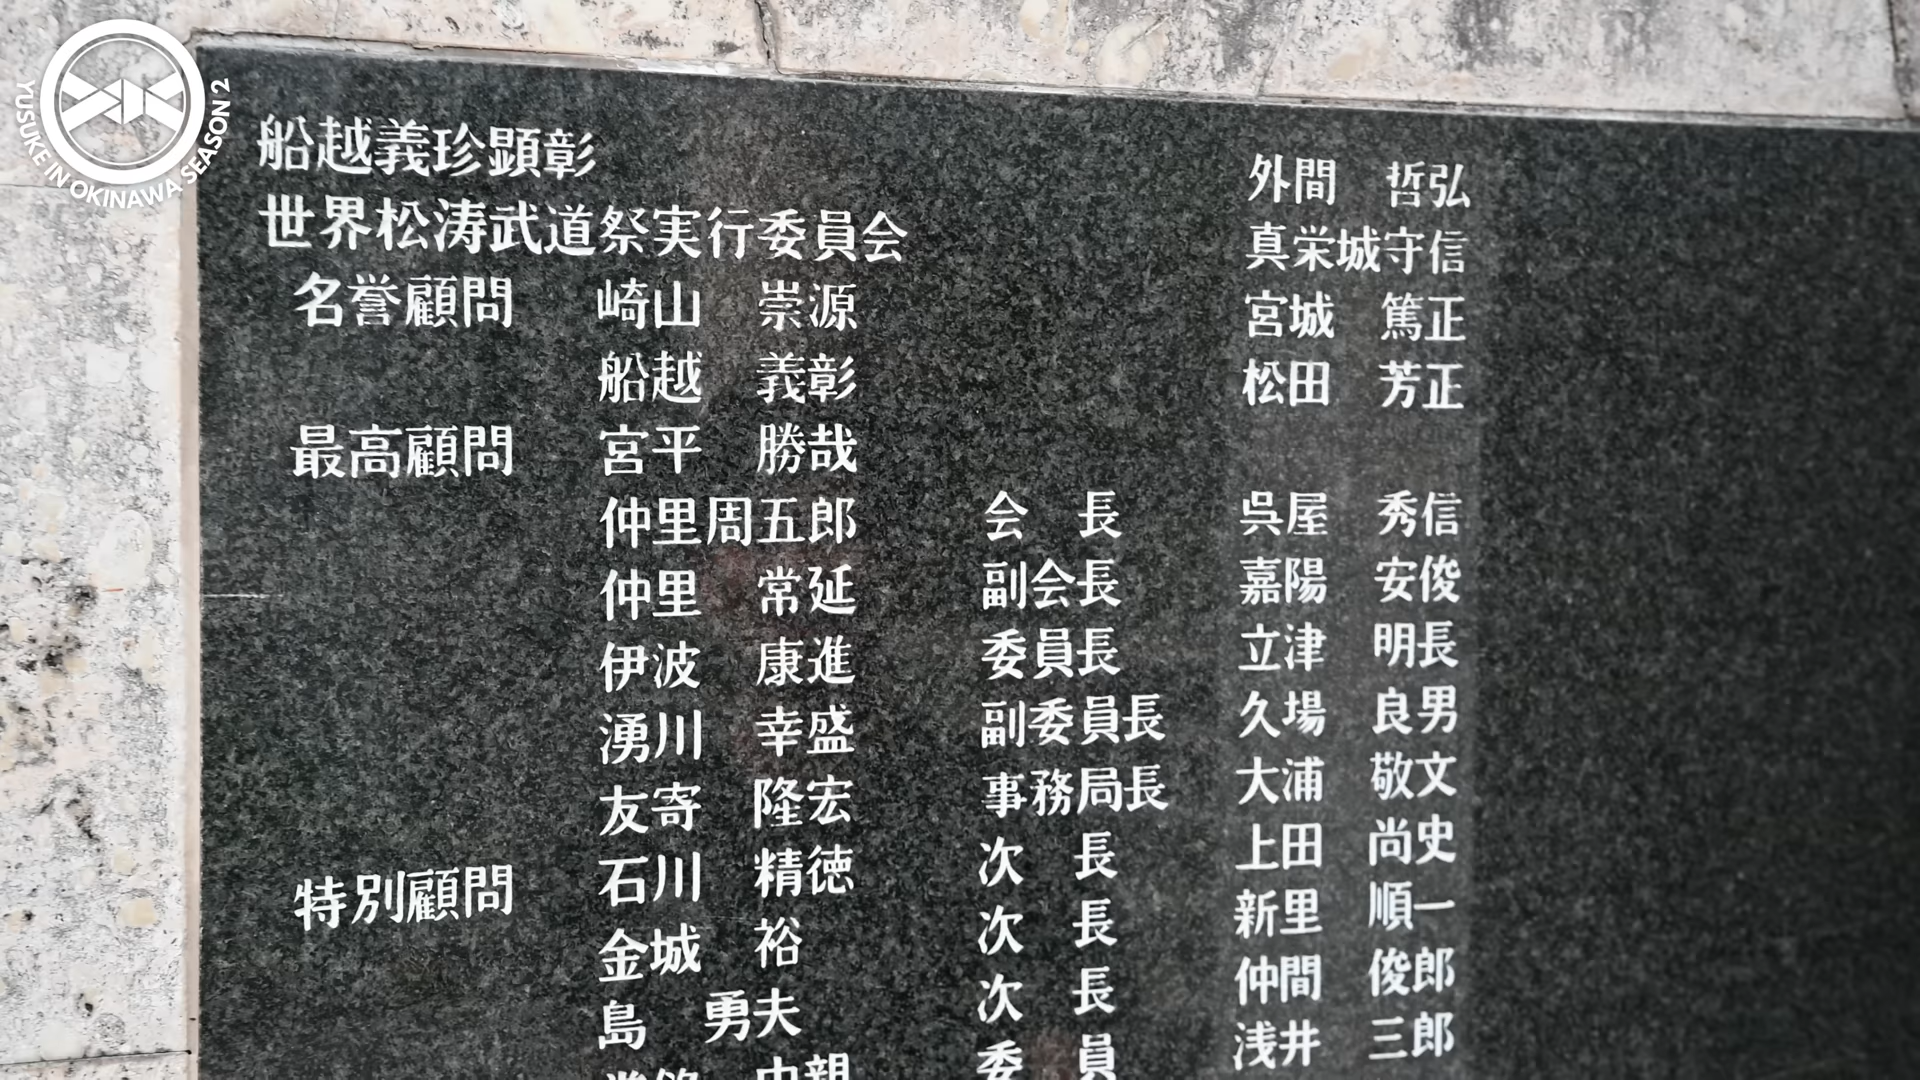 YUSUKE IN OKINAWA SEASON 2
船越義珍顕彰
世界松涛武道祭実行委員会
名誉顧問 崎山 崇源
船越 義彰
最高顧問 宮平 勝哉
仲里周五郎
仲里 常延
伊波 康進
湧川 幸盛
友寄 隆宏
特別顧問 石川 精徳
金城 裕
島 勇夫
外間 哲弘
真栄城守信
宮城 篤正
松田 芳正
会長 呉屋 秀信
副会長 嘉陽 安俊
委員長 立津 明長
副委員長 久場 良男
事務局長 大浦 敬文
次長 上田 尚史
次長 新里 順一
次長 仲間 俊郎
委員 浅井 三郎